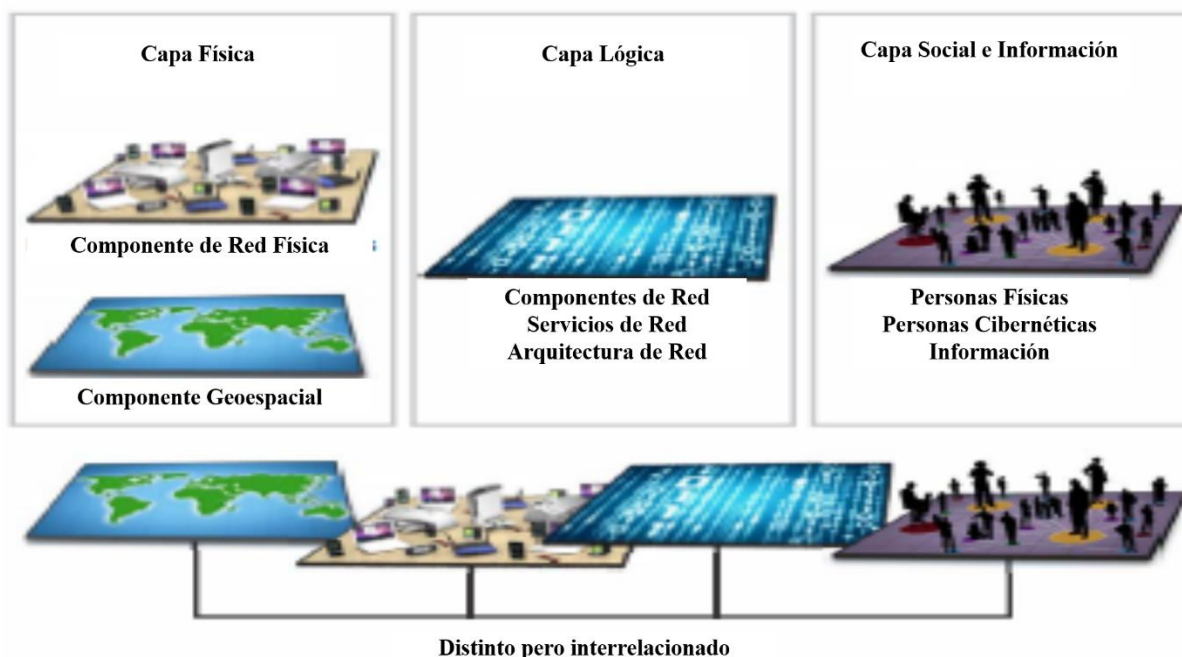 Capa Física
Componente de Red Física
Componente Geoespacial
Capa Lógica
Componentes de Red
Servicios de Red
Arquitectura de Red
Capa Social e Información
Personas Físicas
Personas Cibernéticas
Información
Distinto pero interrelacionado